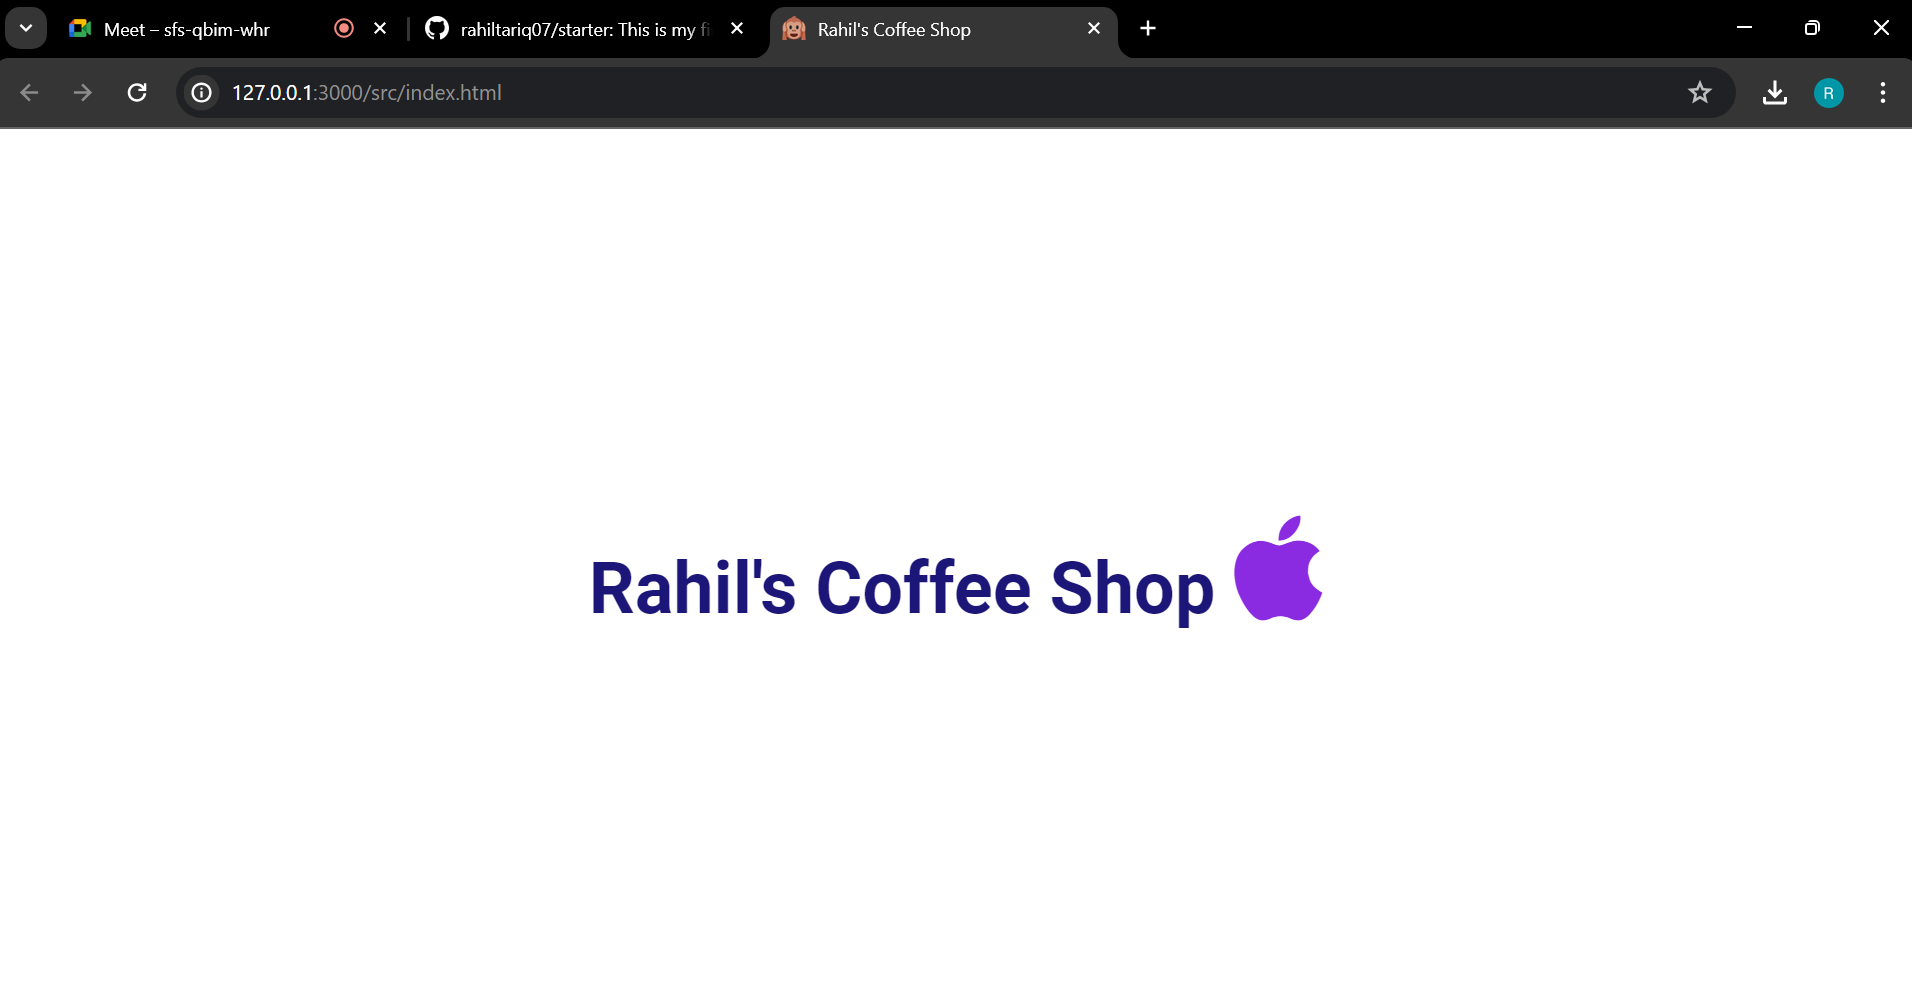 Meet – sfs-qbim-whr
rahiltariq07/starter: This is my fi
Rahil's Coffee Shop
127.0.0.1:3000/src/index.html
R
Rahil's Coffee Shop